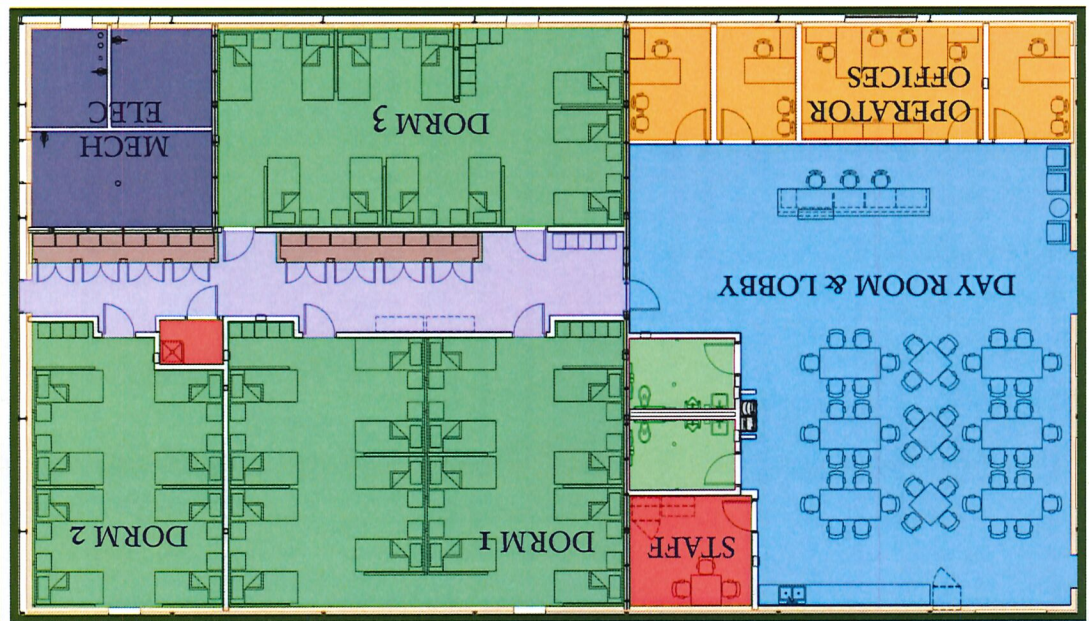 STAFF
DORM 1
DORM 2
DAY ROOM & LOBBY
OPERATOR
OFFICES
DORM 3
MECH
ELEC